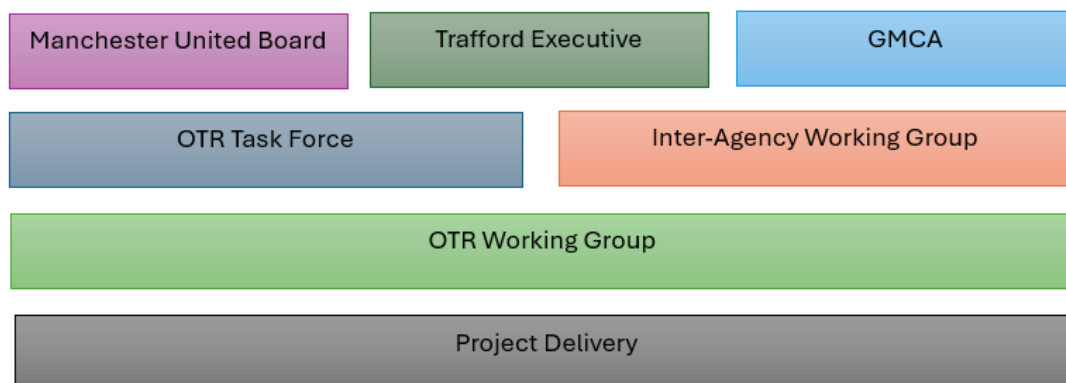 Manchester United Board
Trafford Executive
GMCA
OTR Task Force
Inter-Agency Working Group
OTR Working Group
Project Delivery